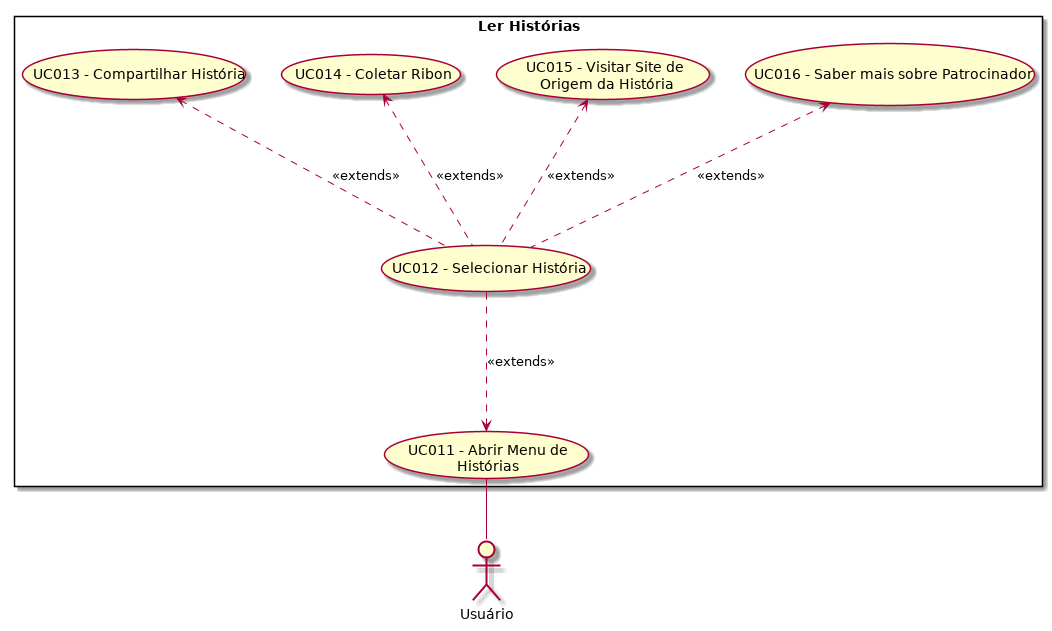 Ler Histórias
UC013 - Compartilhar História
UC014 - Coletar Ribon
UC015 - Visitar Site de
Origem da História
UC016 - Saber mais sobre Patrocinador
«extends»
«extends»
«extends»
«extends»
UC012 - Selecionar História
«extends»
UC011 - Abrir Menu de
Histórias
Usuário